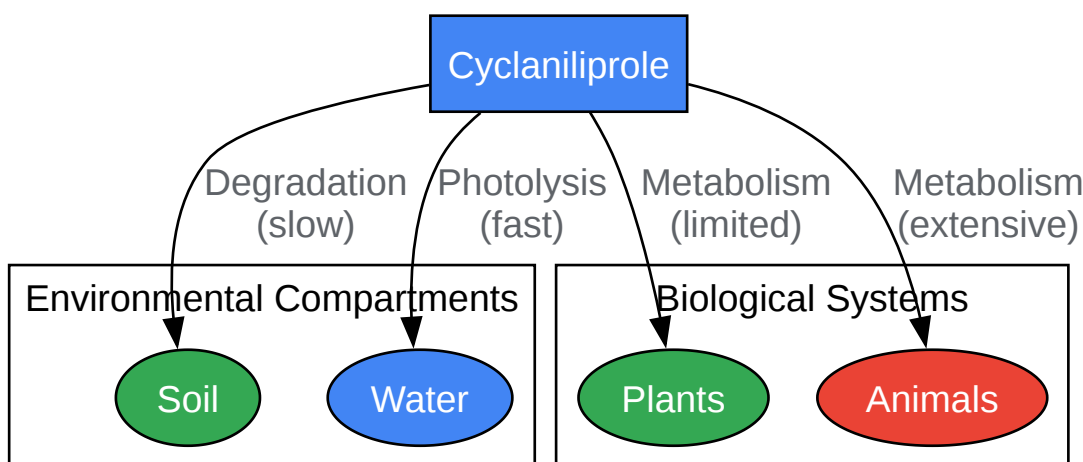 Cyclaniliprole
Degradation
(slow)
Photolysis
(fast)
Metabolism
(limited)
Metabolism
(extensive)
Environmental Compartments
Biological Systems
Soil
Water
Plants
Animals